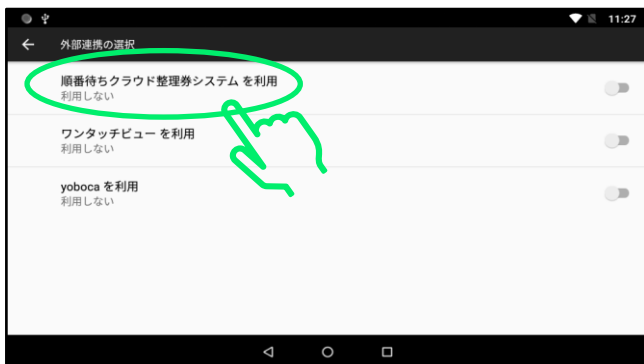 11:27
外部連携の選択
順番待ちクラウド整理券システム を利用
利用しない
ワンタッチビュー を利用
利用しない
yoboca を利用
利用しない